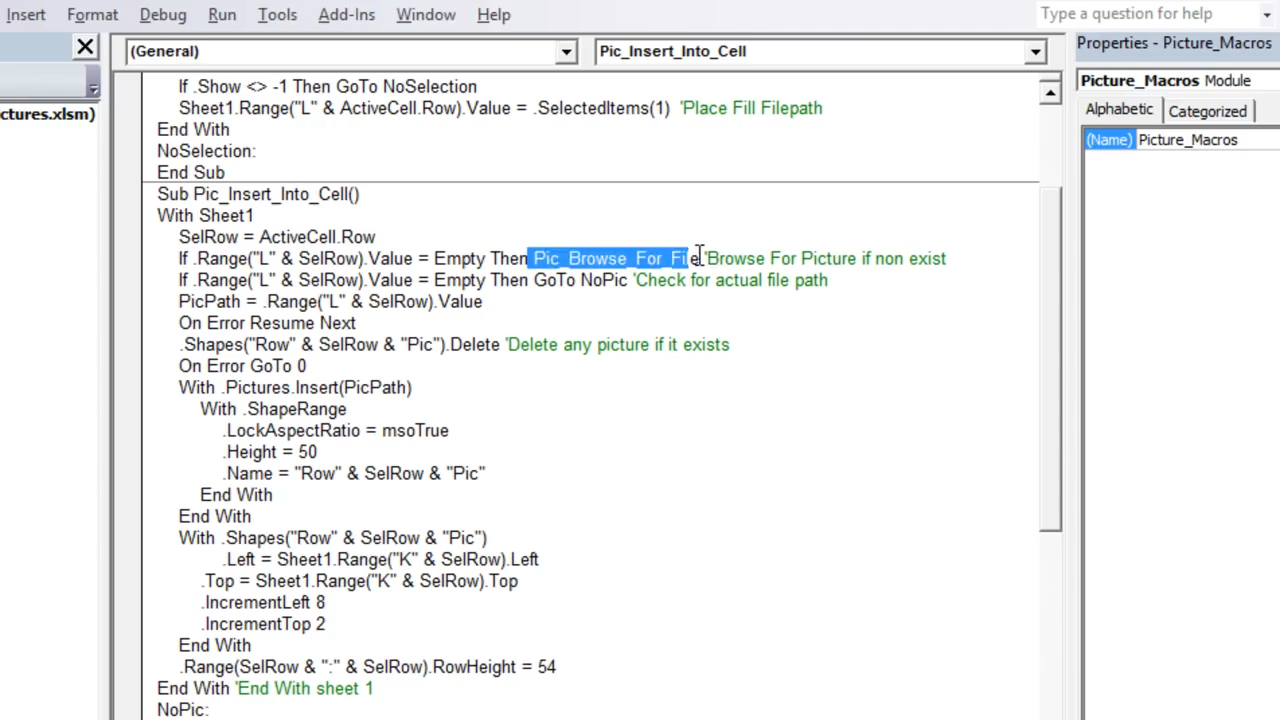 Insert Format Debug Run Tools Add-Ins Window Help Type a question for help
Properties - Picture_Macros
(General) Pic_Insert_Into_Cell
Picture_Macros Module
Alphabetic Categorized
(Name) Picture_Macros
ctures.xlsm)
If .Show <> -1 Then GoTo NoSelection
Sheet1.Range("L" & ActiveCell.Row).Value = .SelectedItems(1) 'Place Fill Filepath
End With
NoSelection:
End Sub
Sub Pic_Insert_Into_Cell()
With Sheet1
SelRow = ActiveCell.Row
If .Range("L" & SelRow).Value = Empty Then Pic_Browse_For_File 'Browse For Picture if non exist
If .Range("L" & SelRow).Value = Empty Then GoTo NoPic 'Check for actual file path
PicPath = .Range("L" & SelRow).Value
On Error Resume Next
.Shapes("Row" & SelRow & "Pic").Delete 'Delete any picture if it exists
On Error GoTo 0
With .Pictures.Insert(PicPath)
With .ShapeRange
.LockAspectRatio = msoTrue
.Height = 50
.Name = "Row" & SelRow & "Pic"
End With
End With
With .Shapes("Row" & SelRow & "Pic")
.Left = Sheet1.Range("K" & SelRow).Left
.Top = Sheet1.Range("K" & SelRow).Top
.IncrementLeft 8
.IncrementTop 2
End With
.Range(SelRow & ":" & SelRow).RowHeight = 54
End With 'End With sheet 1
NoPic: